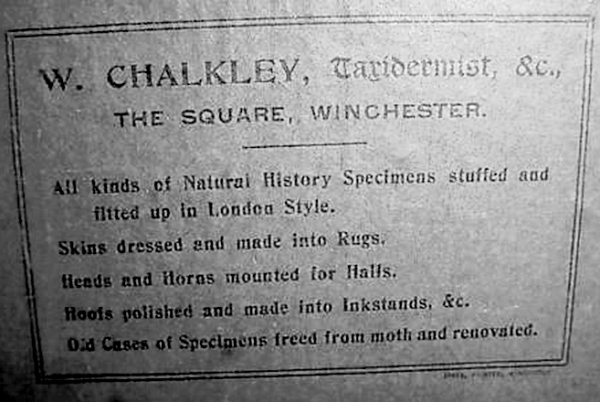 W. CHALKLEY, Taxidermist, &c.,
THE SQUARE, WINCHESTER.
All kinds of Natural History Specimens stuffed and
fitted up in London Style.
Skins dressed and made into Rugs.
Heads and Horns mounted for Halls.
Hoofs polished and made into Inkstands, &c.
Old Cases of Specimens freed from moth and renovated.